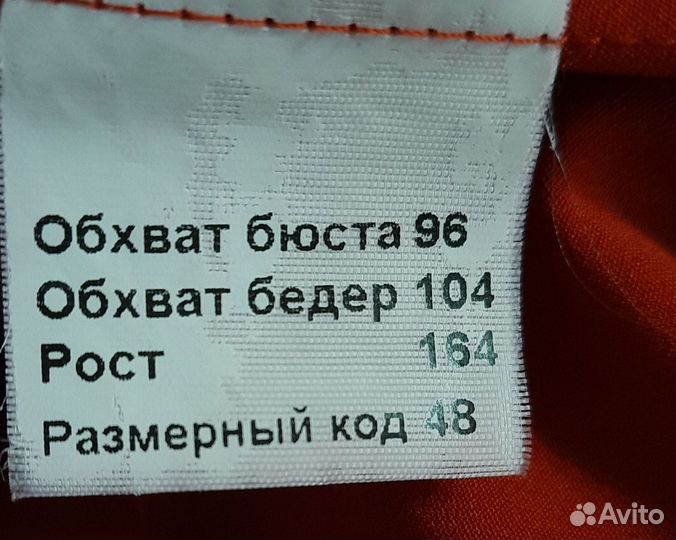 Обхват бюста 96
Обхват бедер 104
Рост 164
Размерный код 48
Avito